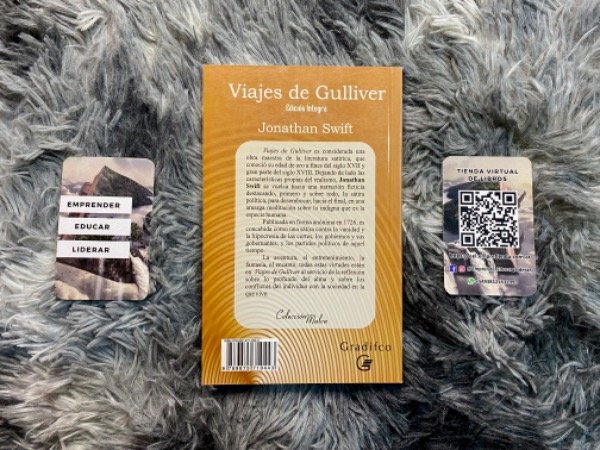 EMPRENDER
EDUCAR
LIDERAR
Viajes de Gulliver
Edición Íntegra
Jonathan Swift
Viajes de Gulliver es considerada una
obra maestra de la literatura satírica, que
conoció su edad de oro a fines del siglo XVII y
gran parte del siglo XVIII. Dejando de lado las
características propias del realismo, Jonathan
Swift se vuelca hacia una narración ficticia
destacando, primero y sobre todo, la sátira
política, para desembocar, hacia el final, en una
amarga meditación sobre lo indigna que es la
especie humana.
Publicada en forma anónima en 1726, es
concebida como una sátira contra la vanidad y
la hipocresía de las cortes, los gobiernos y sus
gobernantes, y los partidos políticos de aquel
tiempo.
La aventura, el entretenimiento, la
fantasía, el encanto, todas estas virtudes están
en Viajes de Gulliver al servicio de la reflexión
sobre lo profundo del alma y sobre los
conflictos del individuo con la sociedad en la
que vive.
Colección
Malva
Gradifco
TIENDA VIRTUAL
DE LIBROS